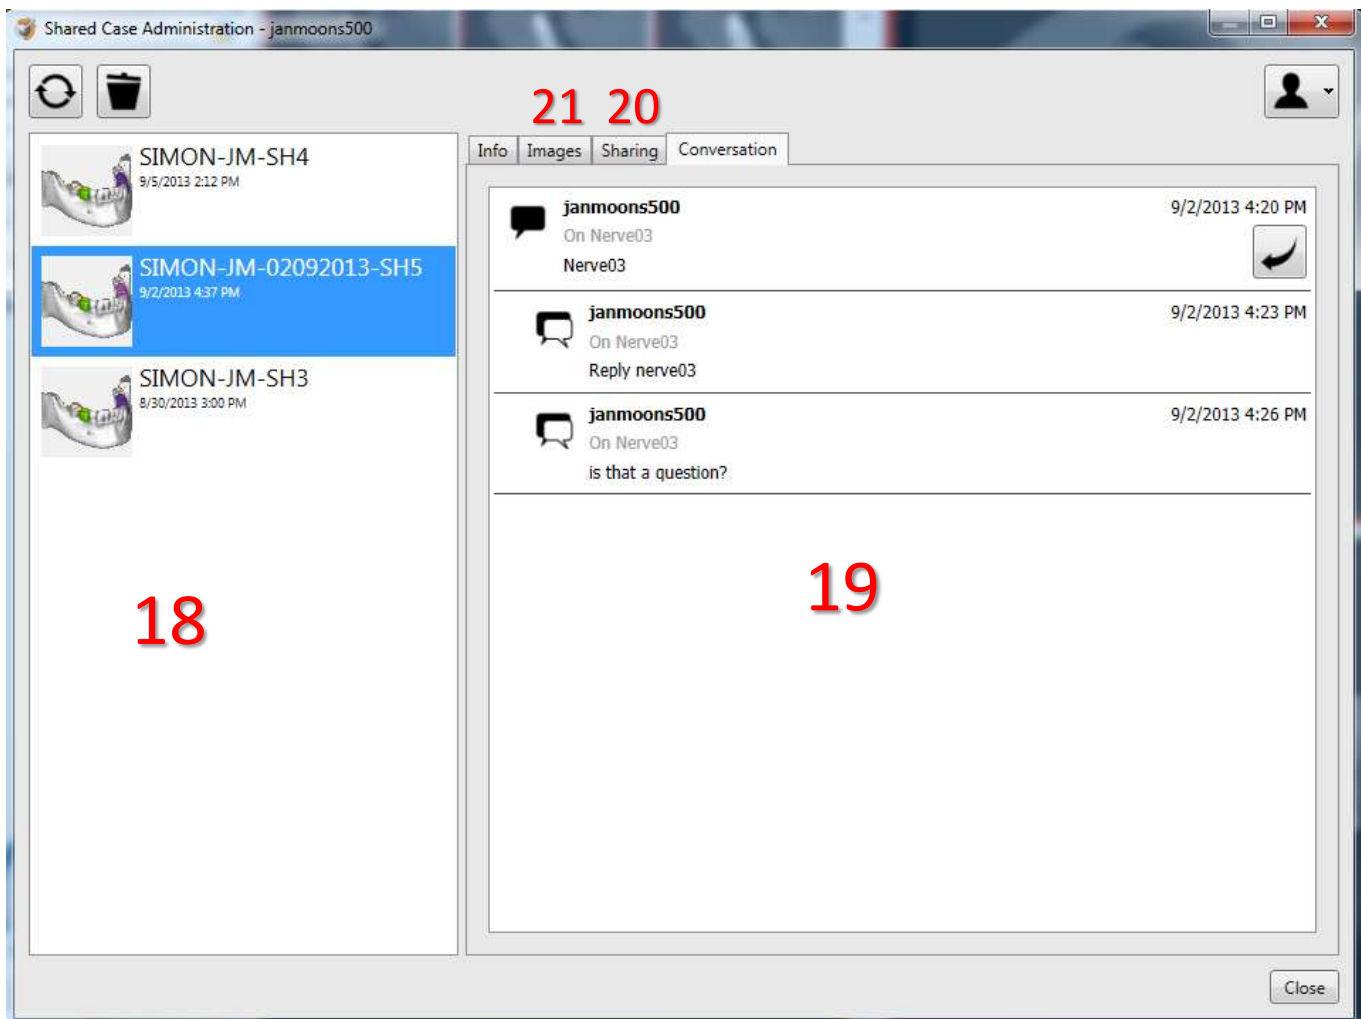 Shared Case Administration - janmoons500
21 20
Info Images Sharing Conversation
SIMON-JM-SH4
9/5/2013 2:12 PM
SIMON-JM-02092013-SH5
9/2/2013 4:37 PM
SIMON-JM-SH3
8/30/2013 3:00 PM
18
janmoons500 9/2/2013 4:20 PM
On Nerve03
Nerve03
janmoons500 9/2/2013 4:23 PM
On Nerve03
Reply nerve03
janmoons500 9/2/2013 4:26 PM
On Nerve03
is that a question?
19
Close